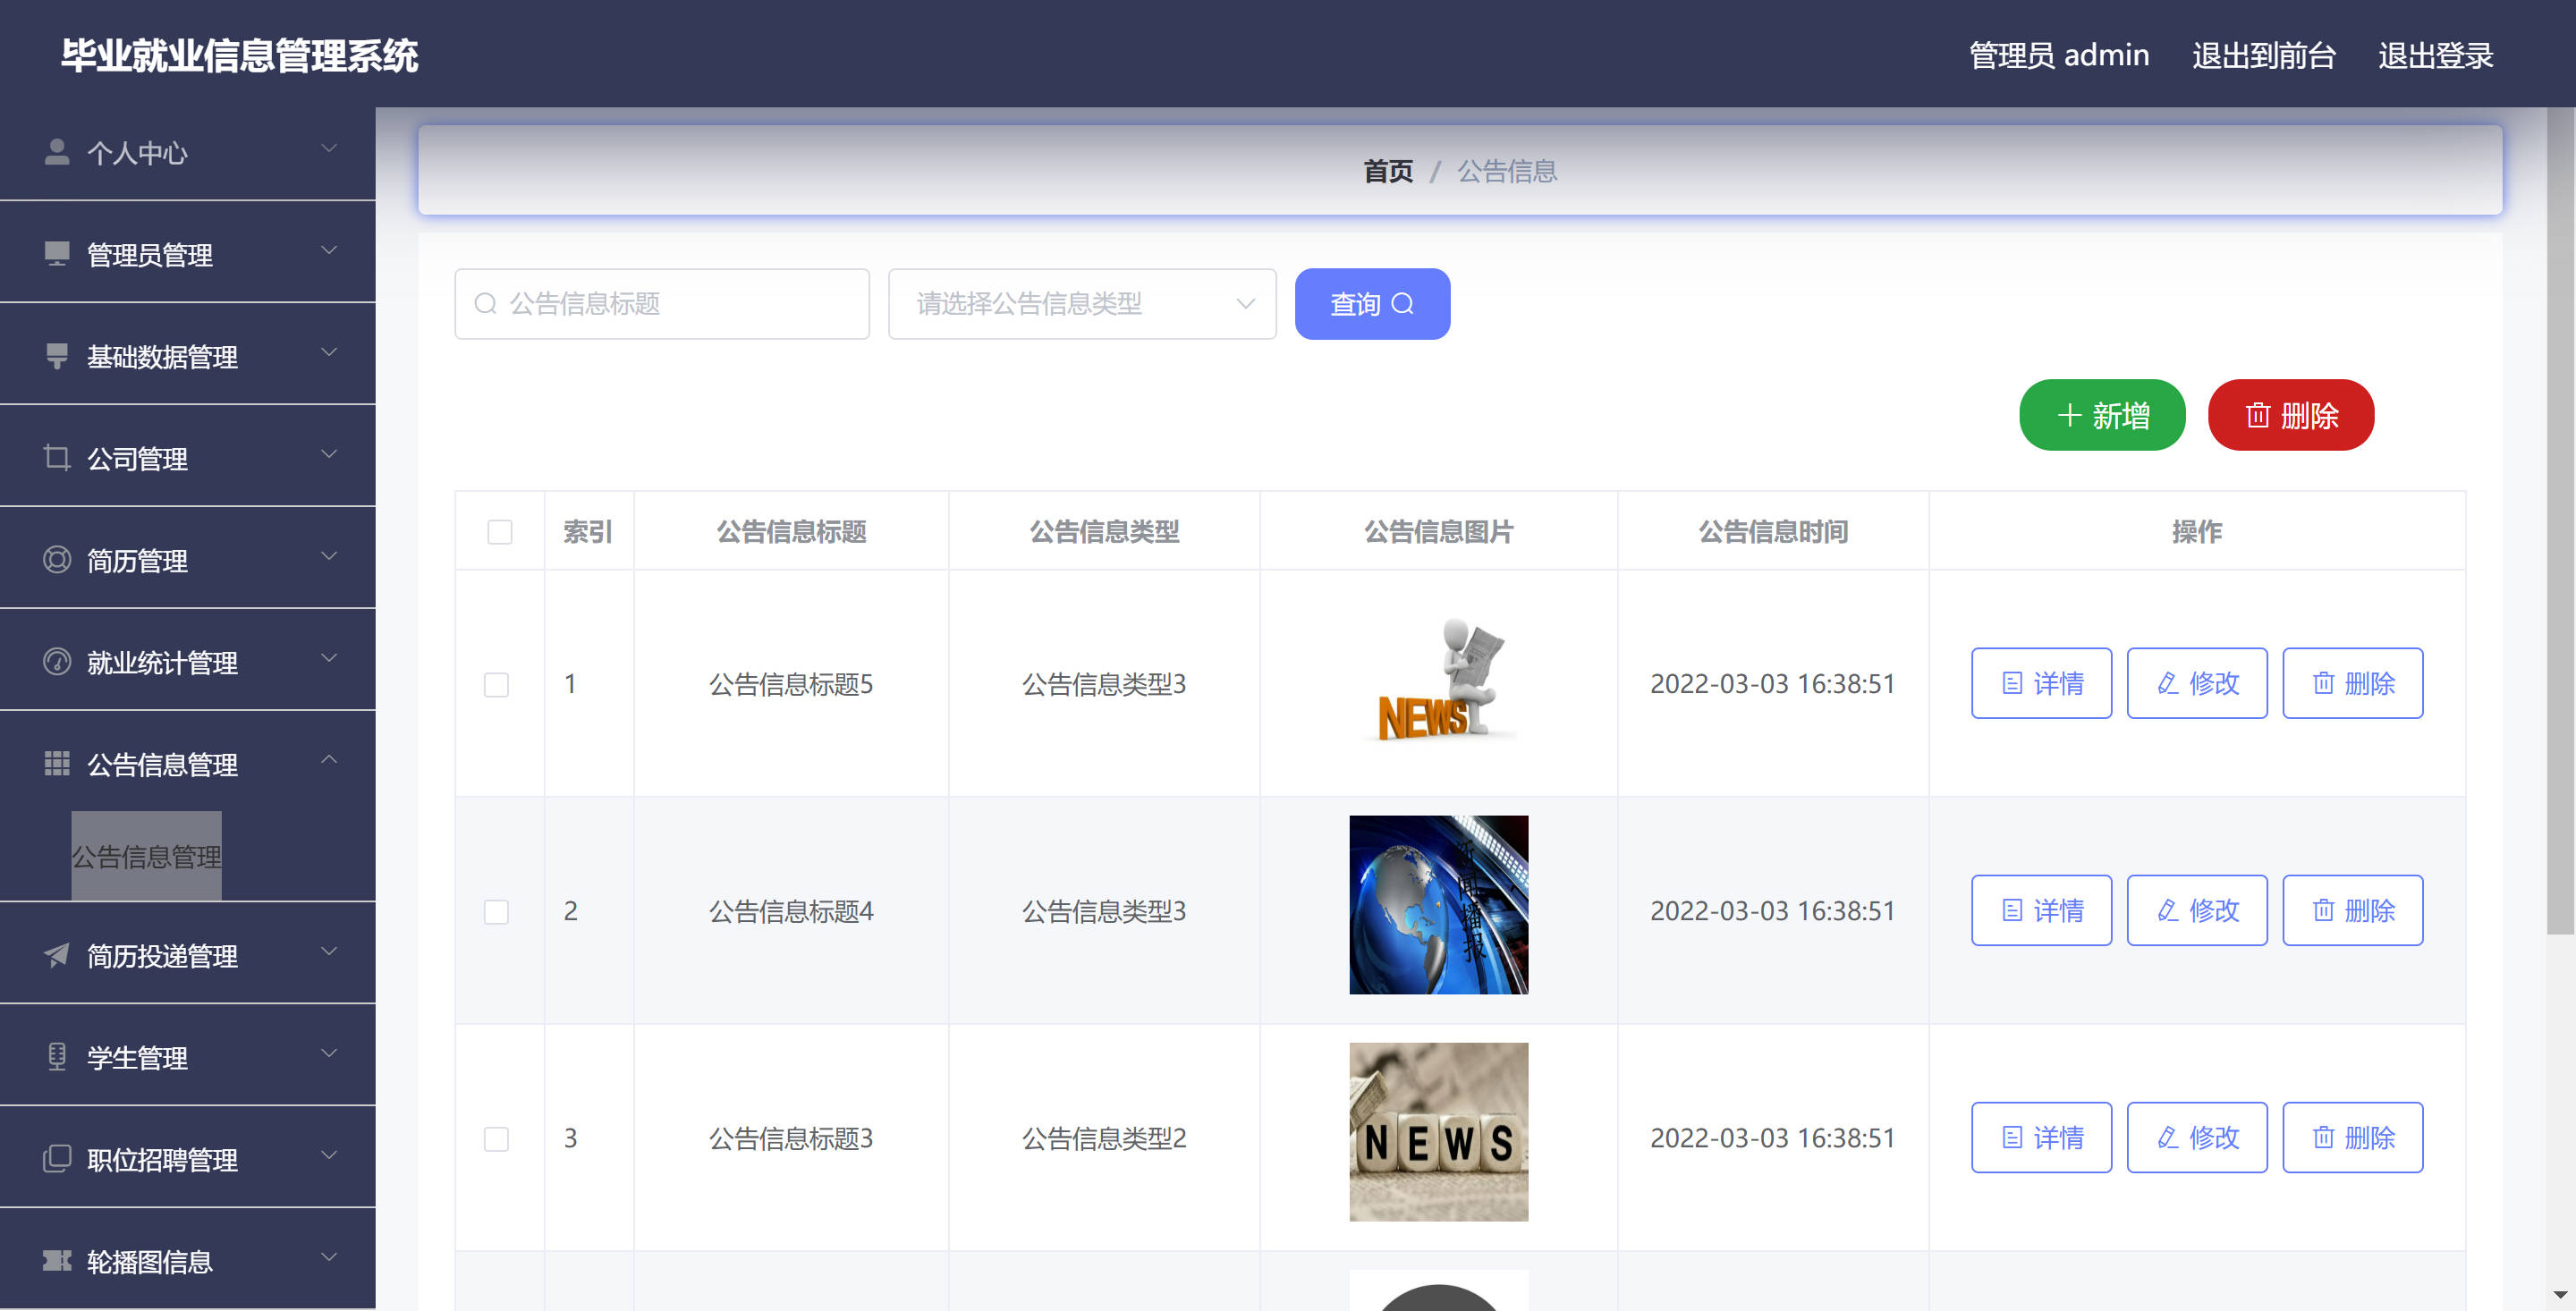 毕业就业信息管理系统
管理员 admin 退出到前台 退出登录
个人中心
管理员管理
基础数据管理
公司管理
简历管理
就业统计管理
公告信息管理
公告信息管理
简历投递管理
学生管理
职位招聘管理
轮播图信息
首页 / 公告信息
公告信息标题 请选择公告信息类型 查询
新增 删除
索引 公告信息标题 公告信息类型 公告信息图片 公告信息时间 操作
1 公告信息标题5 公告信息类型3 NEWS 2022-03-03 16:38:51 详情 修改 删除
2 公告信息标题4 公告信息类型3 新闻播报 2022-03-03 16:38:51 详情 修改 删除
3 公告信息标题3 公告信息类型2 NEWS 2022-03-03 16:38:51 详情 修改 删除